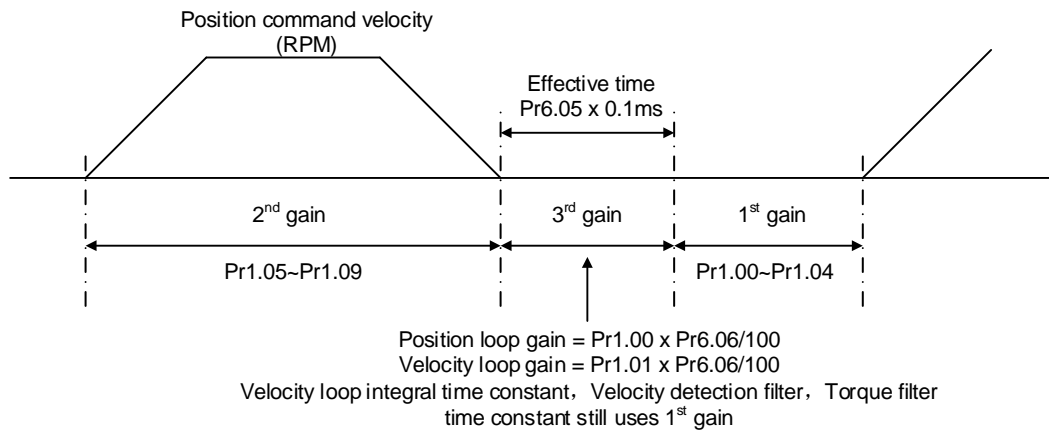 Position command velocity
(RPM)
Effective time
Pr6.05 x 0.1ms
2nd gain
3rd gain
1st gain
Pr1.05~Pr1.09
Pr1.00~Pr1.04
Position loop gain = Pr1.00 x Pr6.06/100
Velocity loop gain = Pr1.01 x Pr6.06/100
Velocity loop integral time constant，Velocity detection filter，Torque filter
time constant still uses 1st gain